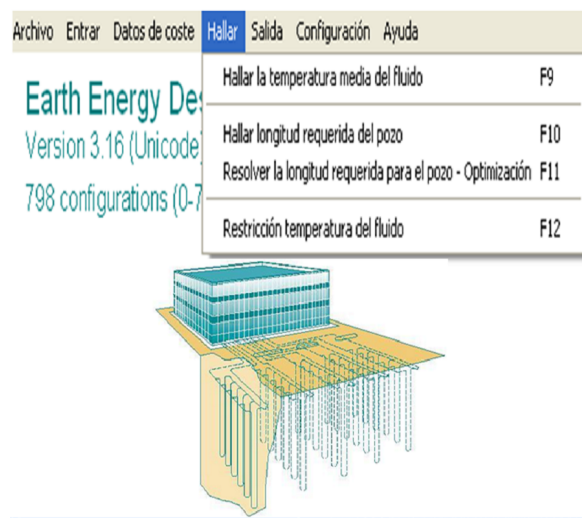 Archivo Entrar Datos de coste Hallar Salida Configuración Ayuda
Hallar la temperatura media del fluido F9
Hallar longitud requerida del pozo F10
Resolver la longitud requerida para el pozo - Optimización F11
Restricción temperatura del fluido F12
Earth Energy Des
Version 3.16 (Unicode)
798 configurations (0-7